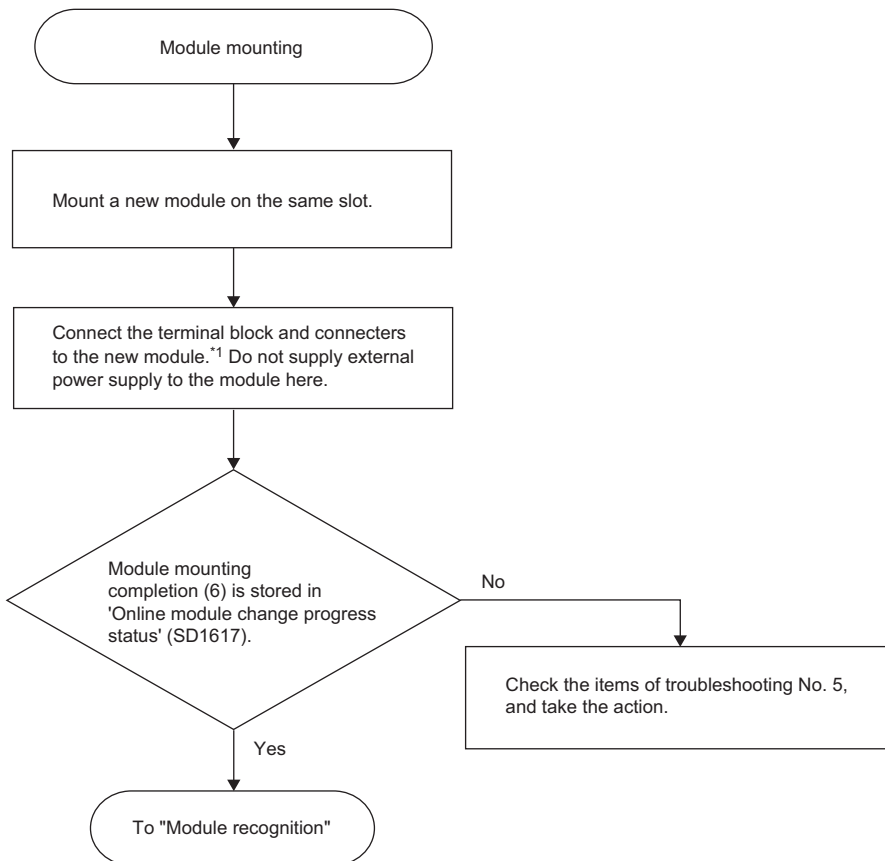 Module mounting
Mount a new module on the same slot.
Connect the terminal block and connecters
to the new module.*1 Do not supply external
power supply to the module here.
Module mounting
completion (6) is stored in
'Online module change progress
status' (SD1617).
No
Check the items of troubleshooting No. 5,
and take the action.
Yes
To "Module recognition"